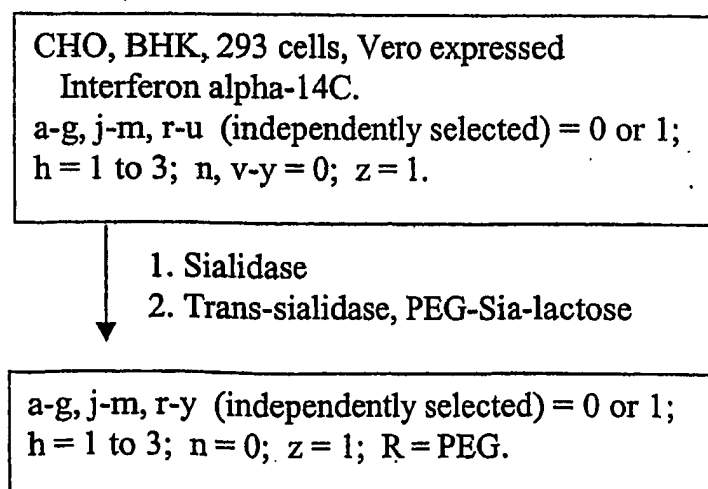 CHO, BHK, 293 cells, Vero expressed
Interferon alpha-14C.
a-g, j-m, r-u (independently selected) = 0 or 1;
h = 1 to 3; n, v-y = 0; z = 1.
1. Sialidase
2. Trans-sialidase, PEG-Sia-lactose
a-g, j-m, r-y (independently selected) = 0 or 1;
h = 1 to 3; n = 0; z = 1; R = PEG.